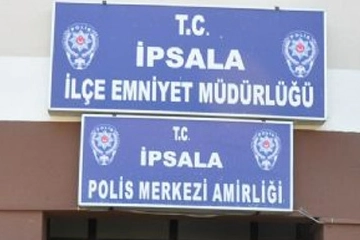 T.C.
İPSALA
İLÇE EMNİYET MÜDÜRLÜĞÜ
T.C.
İPSALA
POLİS MERKEZİ AMİRLİĞİ